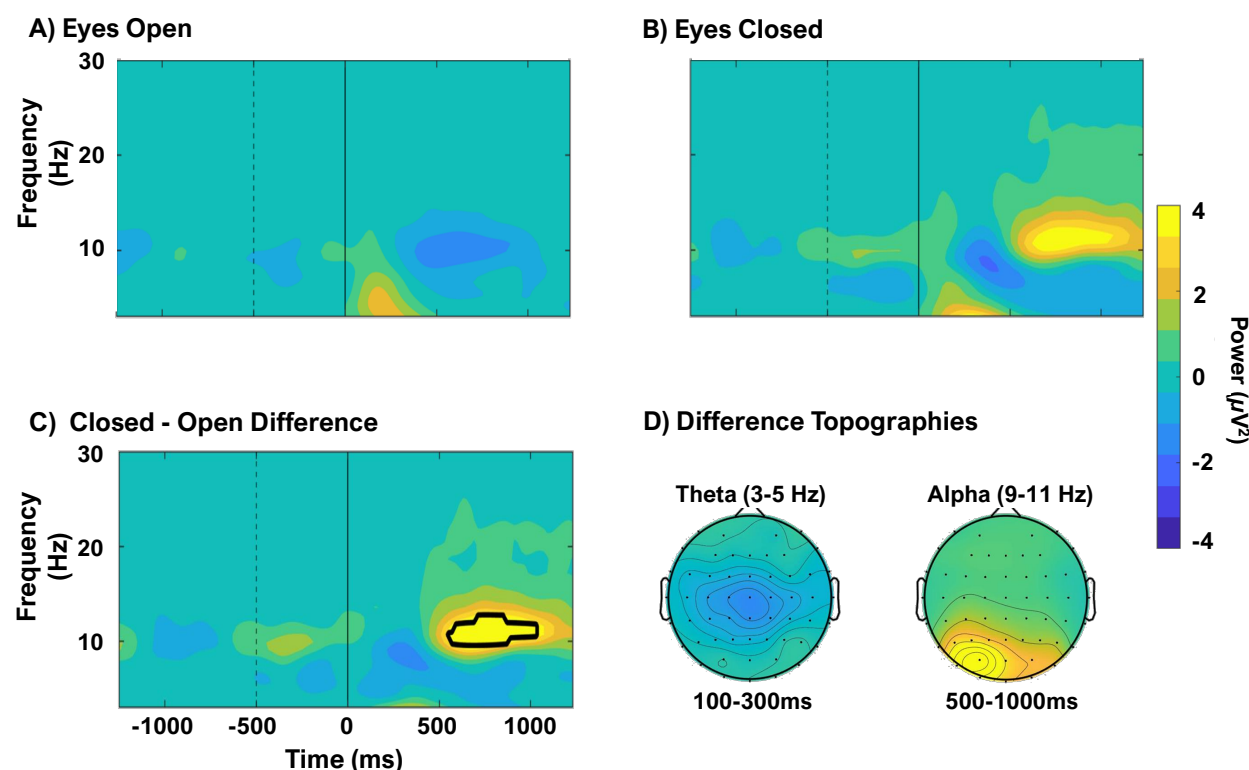 A) Eyes Open
B) Eyes Closed
30
20
10
Frequency
(Hz)
4
2
0
-2
-4
Power (μV²)
C) Closed - Open Difference
D) Difference Topographies
30
20
10
Frequency
(Hz)
-1000 -500 0 500 1000
Time (ms)
Theta (3-5 Hz)
Alpha (9-11 Hz)
100-300ms
500-1000ms